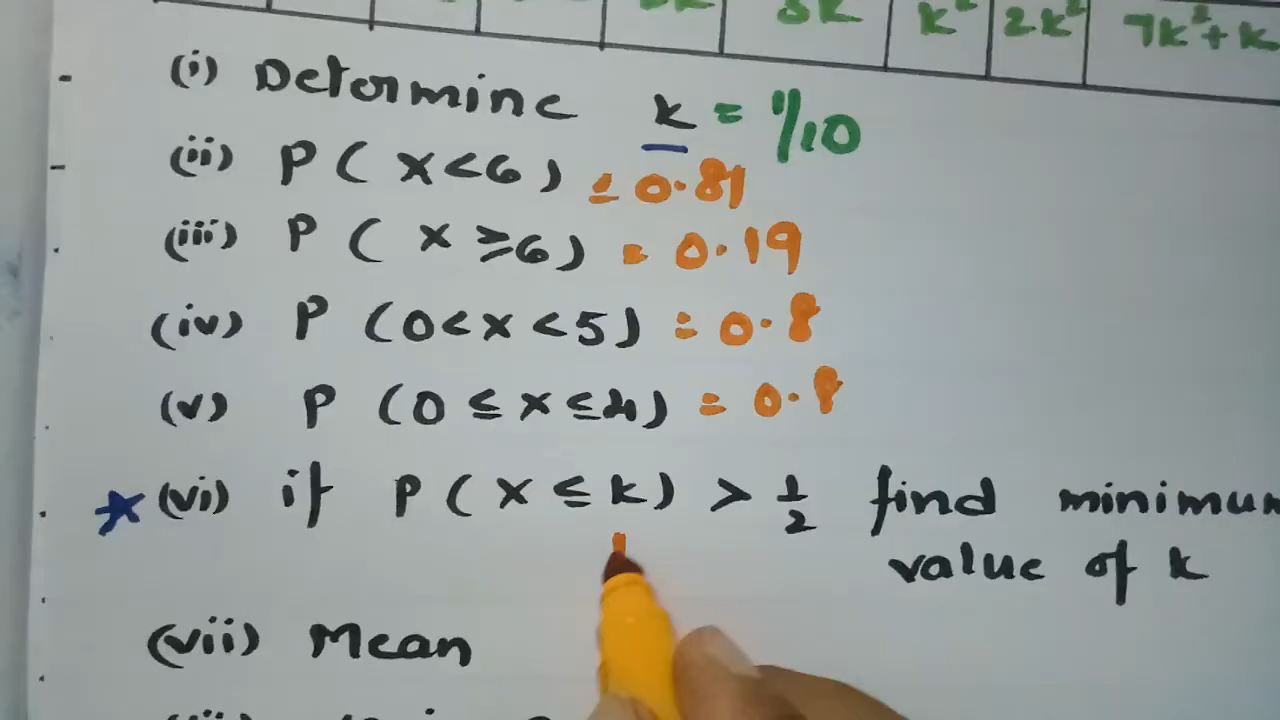 3K K² 2K² 7K²+K
(i) Determine k = 1/10
(ii) P(x<6) = 0.81
(iii) P(x ≥6) = 0.19
(iv) P(0<x<5) = 0.8
(v) P(0≤x≤4) = 0.8
(vi) if P(x≤k) > 1/2 find minimum
value of k
(vii) Mean